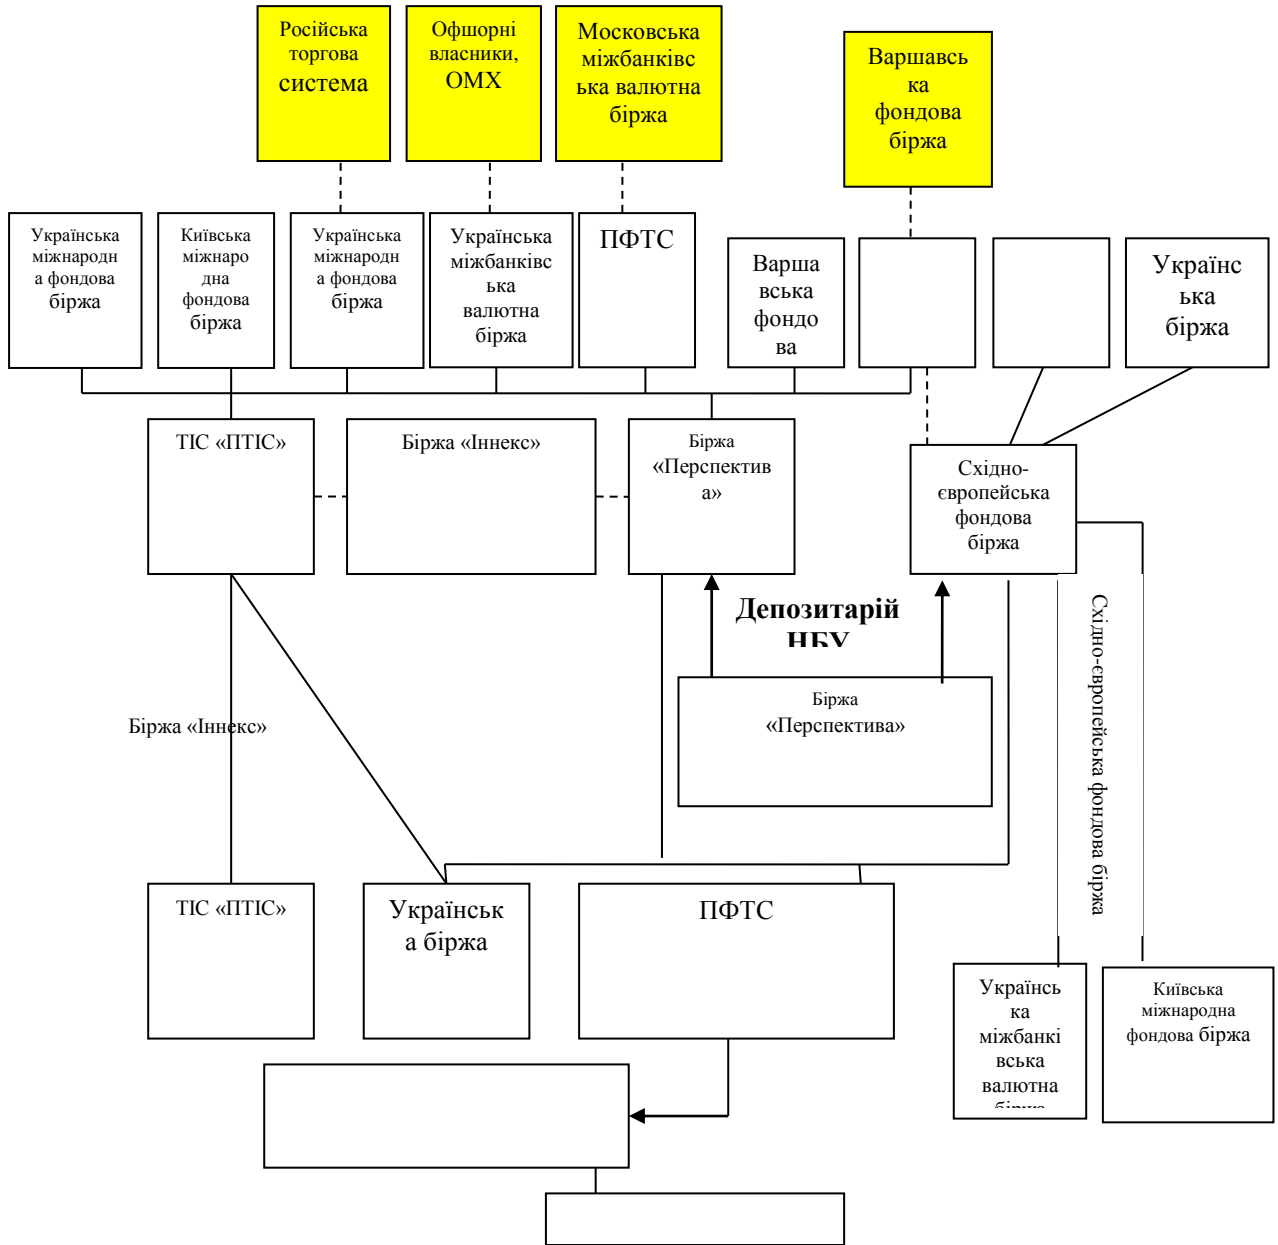 Російська
торгова
система
Офшорні
власники,
ОМХ
Московська
міжбанківс
ька валютна
біржа
Варшавсь
ка
фондова
біржа
Українська
міжнародн
а фондова
біржа
Київська
міжнаро
дна
фондова
біржа
Українська
міжнародн
а фондова
біржа
Українська
міжбанківс
ька
валютна
біржа
ПФТС
Варша
вська
фондо
ва
Українс
ька
біржа
ТІС «ПТІС»
Біржа «Іннекс»
Біржа
«Перспектив
а»
Східно-
європейська
фондова
біржа
Депозитарій
НБУ
Біржа
«Перспектива»
Східно-європейська фондова біржа
Біржа «Іннекс»
ТІС «ПТІС»
Українськ
а біржа
ПФТС
Українсь
ка
міжбанкі
вська
валютна
біржа
Київська
міжнародна
фондова біржа